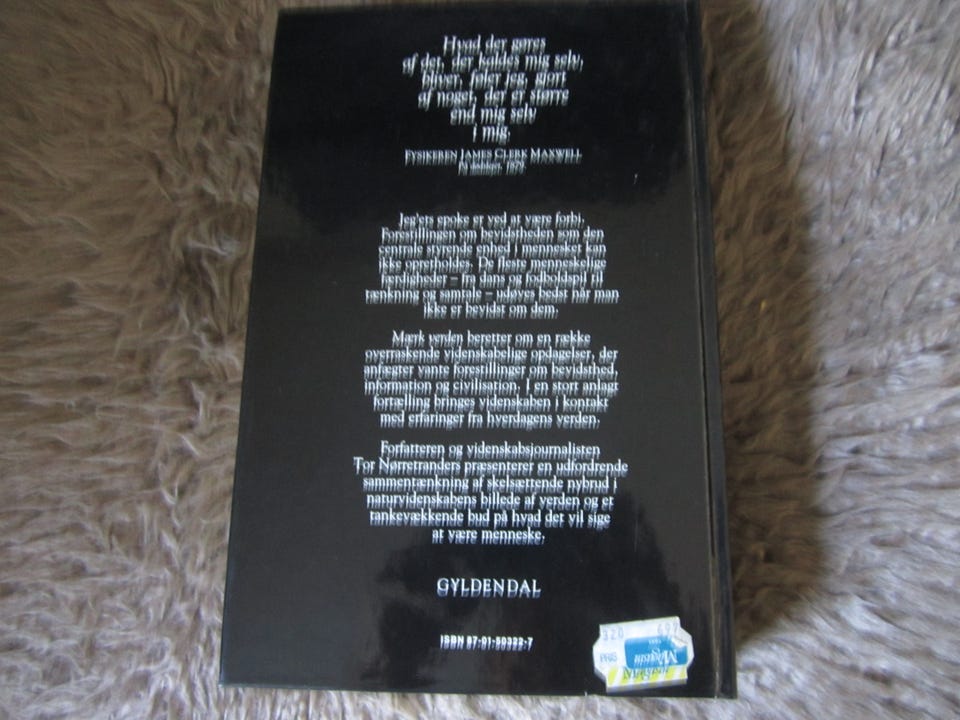 Hvad der gøres
af det, der kaldes mig selv,
bliver, føler jeg, gjort
af noget, der er større
end mig selv
i mig.
FYSIKEREN JAMES CLERK MAXWELL
På dødslejet, 1879.
Jeg'ets epoke er ved at være forbi.
Forestillingen om bevidstheden som den
centrale styrende enhed i mennesket kan
ikke opretholdes. De fleste menneskelige
færdigheder – fra dans og fodboldspil til
tænkning og samtale – udøves bedst når man
ikke er bevidst om dem.
Mærk verden beretter om en række
overraskende videnskabelige opdagelser, der
anfægter vante forestillinger om bevidsthed,
information og civilisation. I en stort anlagt
fortælling bringes videnskaben i kontakt
med erfaringer fra hverdagens verden.
Forfatteren og videnskabsjournalisten
Tor Nørretranders præsenterer en udfordrende
sammentænkning af skelsættende nybrud i
naturvidenskabens billede af verden og et
tankevækkende bud på hvad det vil sige
at være menneske.
GYLDENDAL
ISBN 87-01-50322-7
320
PRIS